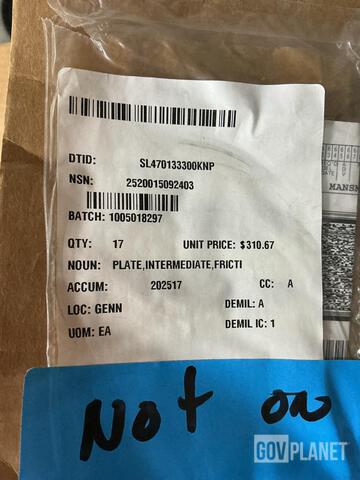 DTID: SL470133300KNP
NSN: 2520015092403
BATCH: 1005018297
QTY: 17 UNIT PRICE: $310.67
NOUN: PLATE,INTERMEDIATE,FRICTI
ACCUM: 202517 CC: A
LOC: GENN DEMIL: A
UOM: EA DEMIL IC: 1
MANSN
Not on
GOVPLANET